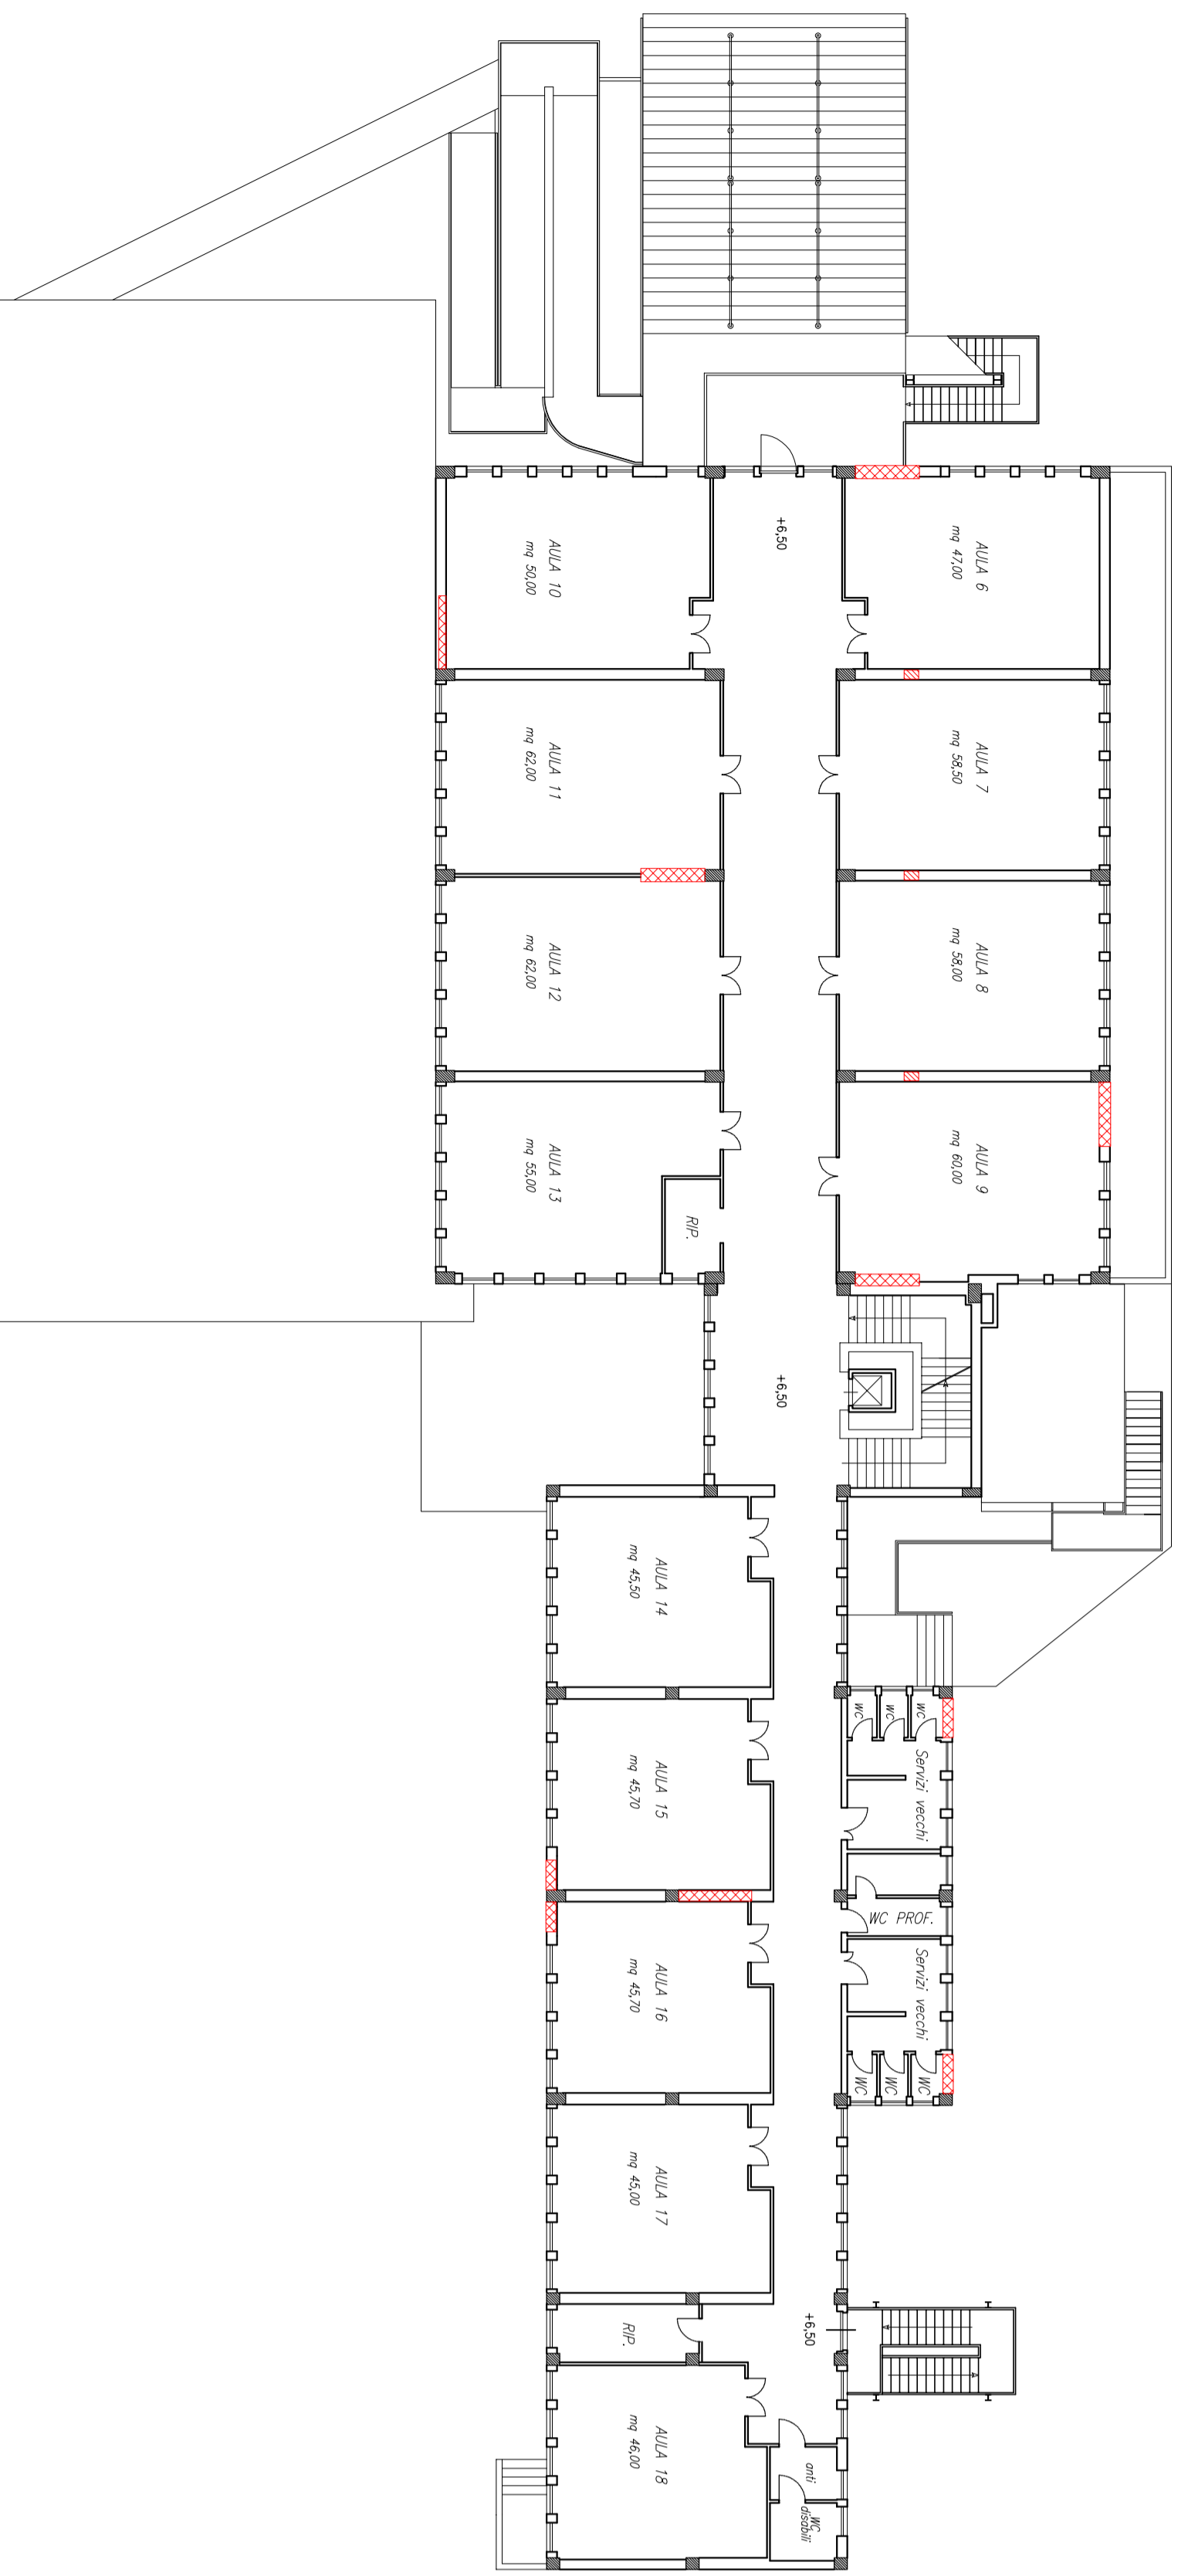 +6,50
AULA 6
mq 47,00
AULA 10
mq 50,00
AULA 7
mq 58,50
AULA 11
mq 62,00
AULA 8
mq 58,00
AULA 12
mq 62,00
AULA 9
mq 60,00
AULA 13
mq 55,00
RIP.
+6,50
AULA 14
mq 45,50
WC
WC
WC
Servizi vecchi
AULA 15
mq 45,70
WC PROF.
Servizi vecchi
AULA 16
mq 45,70
WC
WC
WC
AULA 17
mq 45,00
+6,50
RIP.
AULA 18
mq 46,00
anti
WC
disabili